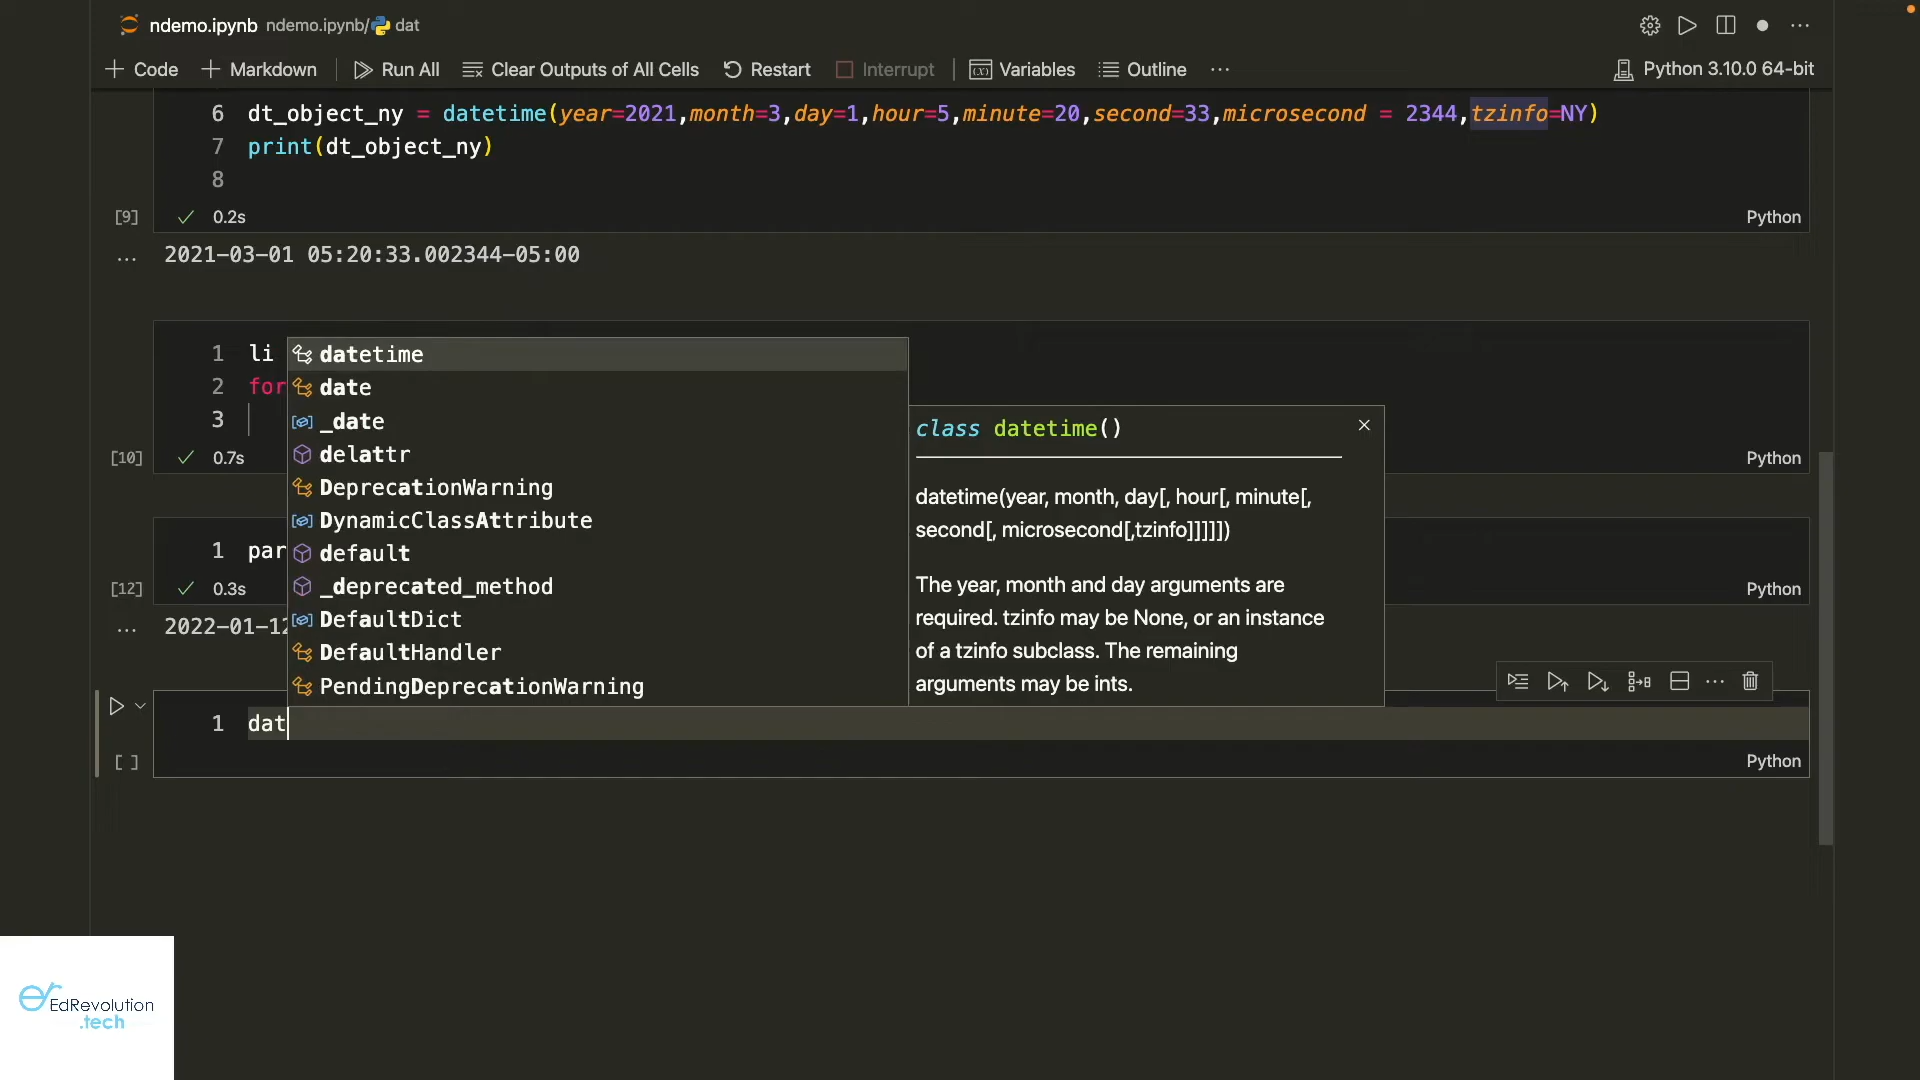 ndemo.ipynb ndemo.ipynb/ dat
Code Markdown Run All Clear Outputs of All Cells Restart Interrupt Variables Outline ... Python 3.10.0 64-bit
6 dt_object_ny = datetime(year=2021,month=3,day=1,hour=5,minute=20,second=33,microsecond = 2344,tzinfo=NY)
7 print(dt_object_ny)
8
[9] 0.2s Python
... 2021-03-01 05:20:33.002344-05:00
1 li
2 for
3
[10] 0.7s Python
1 par
[12] 0.3s Python
... 2022-01-12
datetime
date
_date
delattr
DeprecationWarning
DynamicClassAttribute
default
_deprecated_method
DefaultDict
DefaultHandler
PendingDeprecationWarning
class datetime()
datetime(year, month, day[, hour[, minute[,
second[, microsecond[,tzinfo]]]]])
The year, month and day arguments are
required. tzinfo may be None, or an instance
of a tzinfo subclass. The remaining
arguments may be ints.
1 dat
[ ] Python
er EdRevolution
.tech